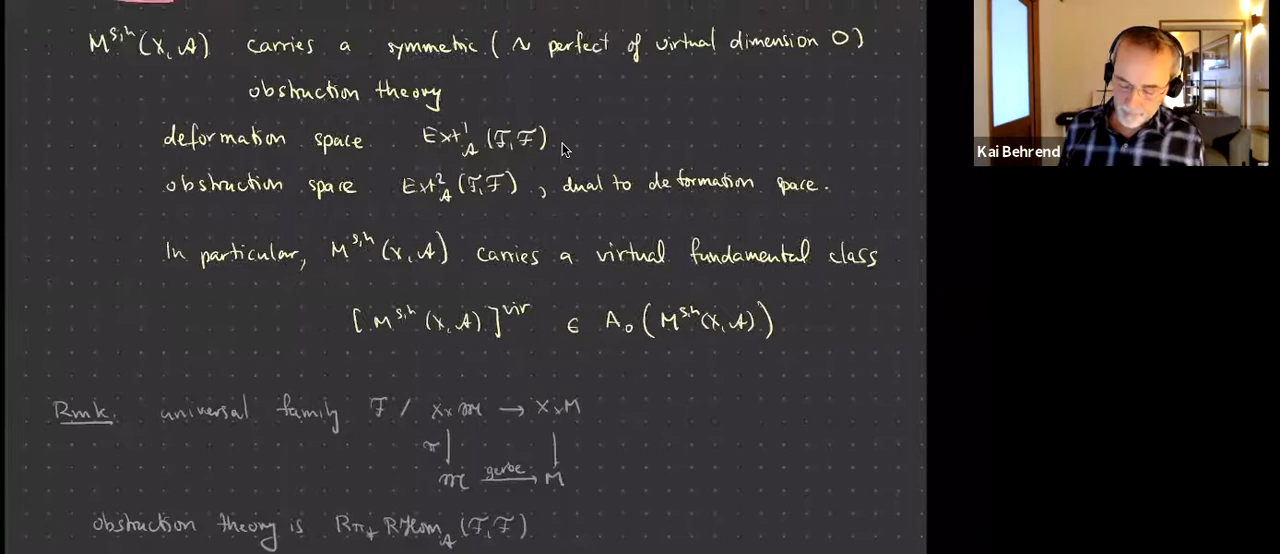 M^{s,h}(X, A) carries a symmetric (~ perfect of virtual dimension 0)
obstruction theory
deformation space Ext^1_A (F, F)
obstruction space Ext^2_A (F, F), dual to deformation space.
In particular, M^{s,h}(X, A) carries a virtual fundamental class
[M^{s,h}(X, A)]^{vir} ∈ A_0(M^{s,h}(X, A))
Rmk. universal family F / X × 𝔐 → X × M
π
𝔐 gerbe → M
obstruction theory is Rπ_* RHom_A (F, F)
Kai Behrend